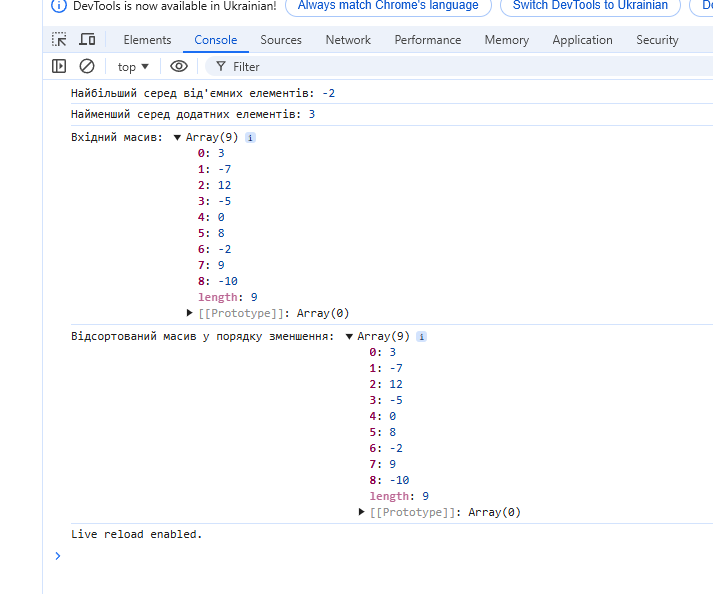 DevTools is now available in Ukrainian! Always match Chrome's language Switch DevTools to Ukrainian
Elements Console Sources Network Performance Memory Application Security
top Filter
Найбільший серед від'ємних елементів: -2
Найменший серед додатних елементів: 3
Вхідний масив: Array(9) i
0: 3
1: -7
2: 12
3: -5
4: 0
5: 8
6: -2
7: 9
8: -10
length: 9
[[Prototype]]: Array(0)
Відсортований масив у порядку зменшення: Array(9) i
0: 3
1: -7
2: 12
3: -5
4: 0
5: 8
6: -2
7: 9
8: -10
length: 9
[[Prototype]]: Array(0)
Live reload enabled.